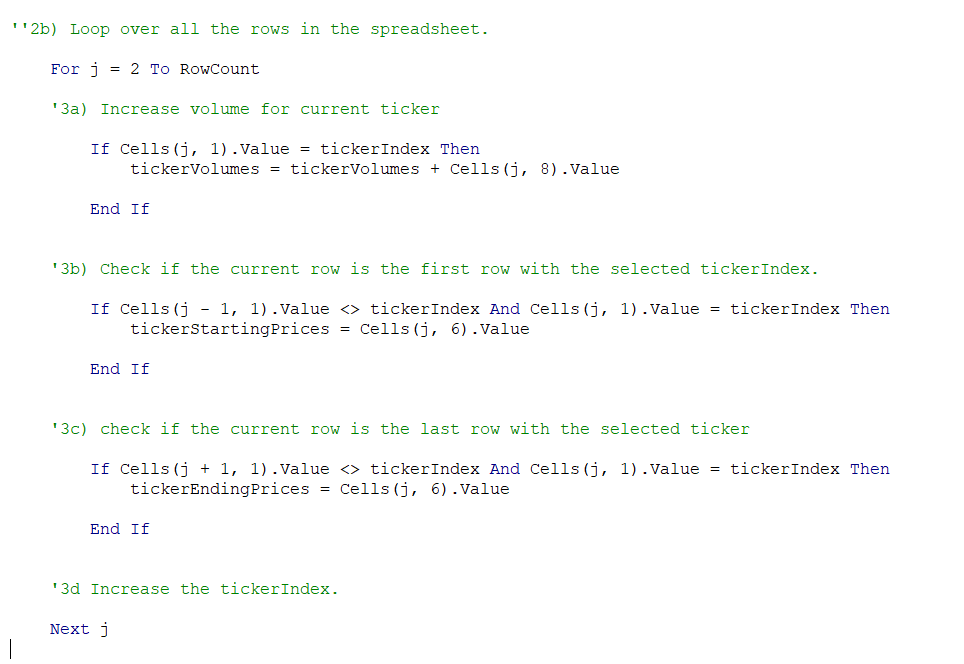 ''2b) Loop over all the rows in the spreadsheet.
For j = 2 To RowCount
'3a) Increase volume for current ticker
If Cells(j, 1).Value = tickerIndex Then
tickerVolumes = tickerVolumes + Cells(j, 8).Value
End If
'3b) Check if the current row is the first row with the selected tickerIndex.
If Cells(j - 1, 1).Value <> tickerIndex And Cells(j, 1).Value = tickerIndex Then
tickerStartingPrices = Cells(j, 6).Value
End If
'3c) check if the current row is the last row with the selected ticker
If Cells(j + 1, 1).Value <> tickerIndex And Cells(j, 1).Value = tickerIndex Then
tickerEndingPrices = Cells(j, 6).Value
End If
'3d Increase the tickerIndex.
Next j